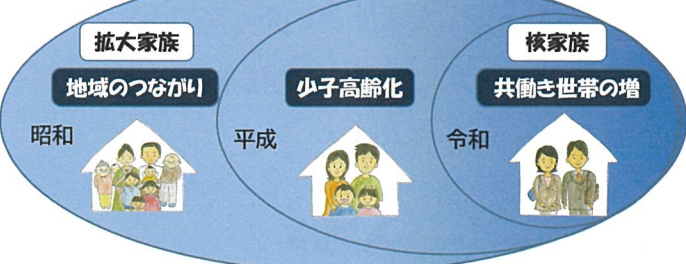 拡大家族
核家族
地域のつながり
少子高齢化
共働き世帯の増
昭和
平成
令和